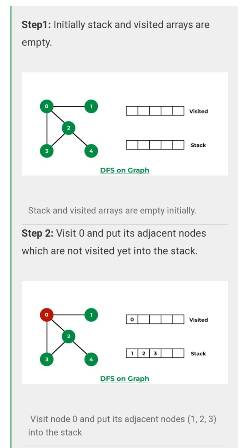 Step1: Initially stack and visited arrays are
empty.
0
1
2
3
4
Visited
Stack
DFS on Graph
Stack and visited arrays are empty initially.
Step 2: Visit 0 and put its adjacent nodes
which are not visited yet into the stack.
0
1
2
3
4
0
Visited
1 2 3
Stack
DFS on Graph
Visit node 0 and put its adjacent nodes (1, 2, 3)
into the stack